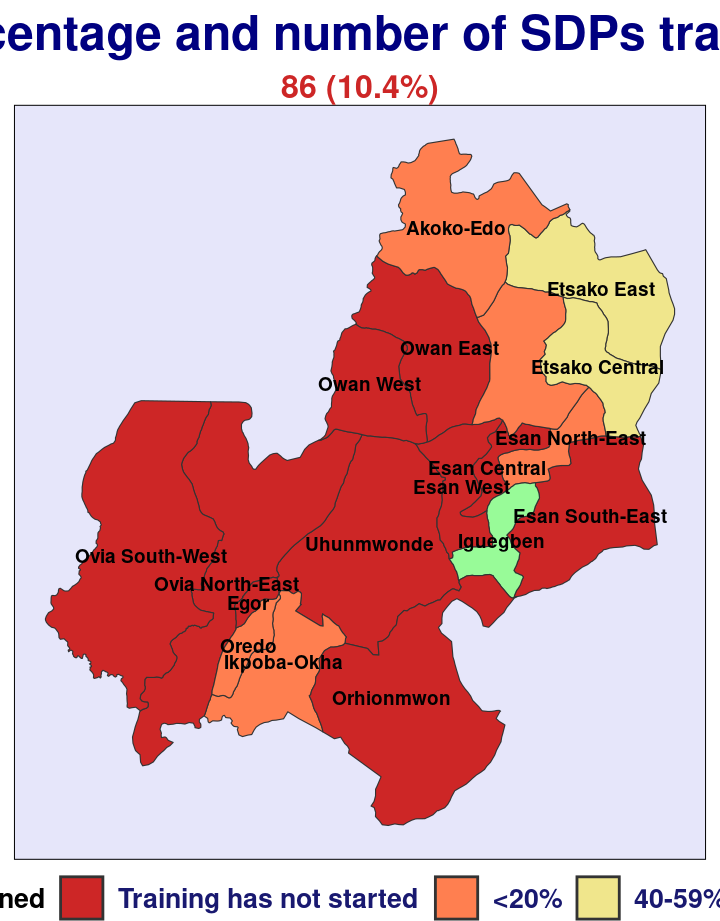 centage and number of SDPs tra
86 (10.4%)
Akoko-Edo
Etsako East
Owan East
Etsako Central
Owan West
Esan North-East
Esan Central
Esan West
Esan South-East
Iguegben
Uhunmwonde
Ovia South-West
Ovia North-East
Egor
Oredo
Ikpoba-Okha
Orhionmwon
ned Training has not started <20% 40-59%